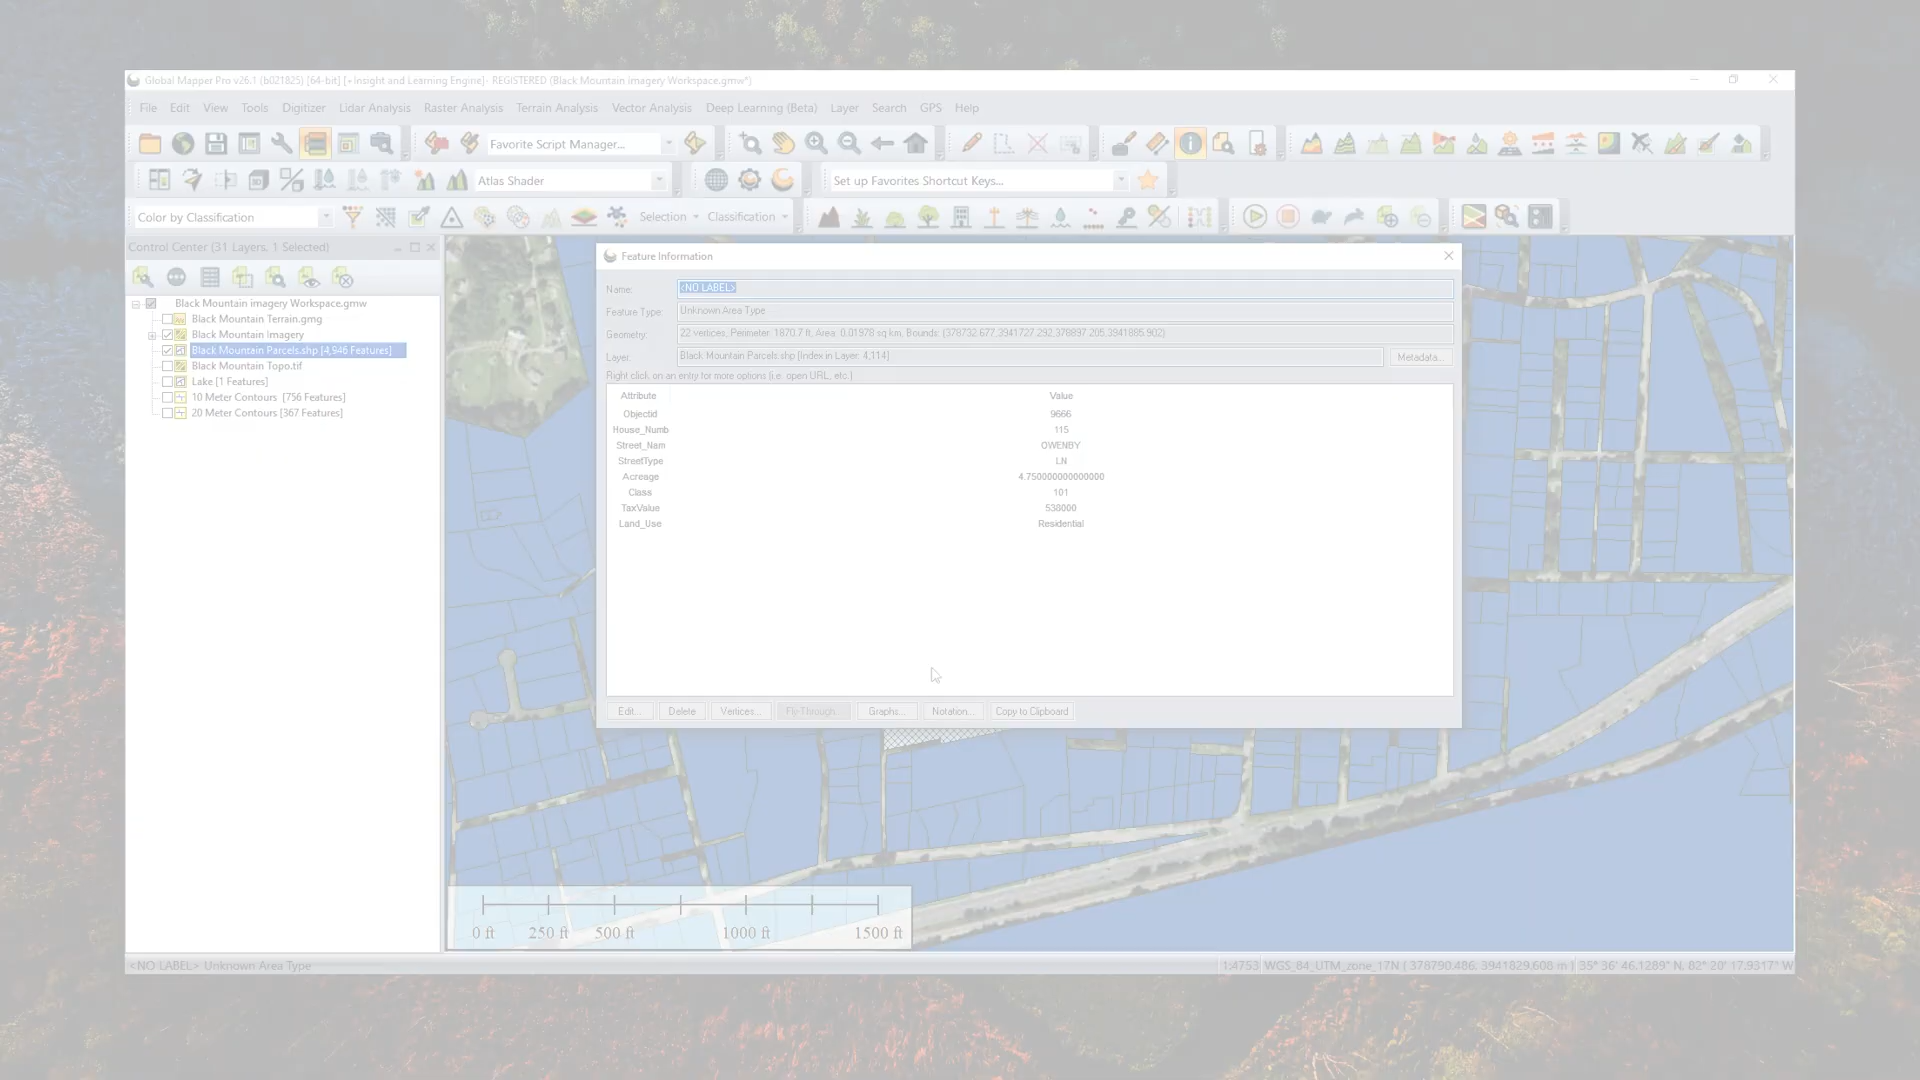 Global Mapper Pro v26.1 (b021825) [64-bit] [+Insight and Learning Engine]- REGISTERED (Black Mountain imagery Workspace.gmw*)
File Edit View Tools Digitizer Lidar Analysis Raster Analysis Terrain Analysis Vector Analysis Deep Learning (Beta) Layer Search GPS Help
Favorite Script Manager...
Atlas Shader
Set up Favorites Shortcut Keys...
Color by Classification
Selection
Classification
Control Center (31 Layers, 1 Selected)
Black Mountain imagery Workspace.gmw
Black Mountain Terrain.gmg
Black Mountain Imagery
Black Mountain Parcels.shp [4,946 Features]
Black Mountain Topo.tif
Lake [1 Features]
10 Meter Contours [756 Features]
20 Meter Contours [367 Features]
Feature Information
Name: <NO LABEL>
Feature Type: Unknown Area Type
Geometry: 22 vertices, Perimeter: 1870.7 ft, Area: 0.01978 sq km, Bounds: (378732.677,3941727.292,378897.205,3941885.902)
Layer: Black Mountain Parcels.shp [Index in Layer: 4,114]
Metadata...
Right click on an entry for more options (i.e. open URL, etc.)
Attribute Value
Objectid 9666
House_Numb 115
Street_Nam OWENBY
StreetType LN
Acreage 4.750000000000000
Class 101
TaxValue 538000
Land_Use Residential
Edit... Delete Vertices... Fly-Through... Graphs... Notation... Copy to Clipboard
0 ft 250 ft 500 ft 1000 ft 1500 ft
<NO LABEL> Unknown Area Type
1:4753 WGS_84_UTM_zone_17N ( 378790.486, 3941829.608 m ) 35° 36' 46.1289" N, 82° 20' 17.9317" W